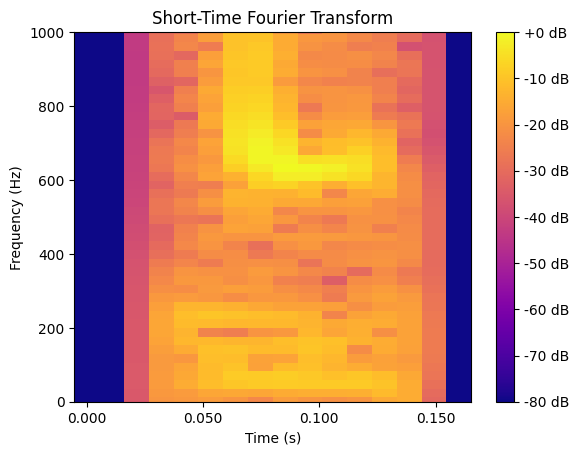 Short-Time Fourier Transform
1000
800
600
400
200
0
Frequency (Hz)
0.000
0.050
0.100
0.150
Time (s)
+0 dB
-10 dB
-20 dB
-30 dB
-40 dB
-50 dB
-60 dB
-70 dB
-80 dB